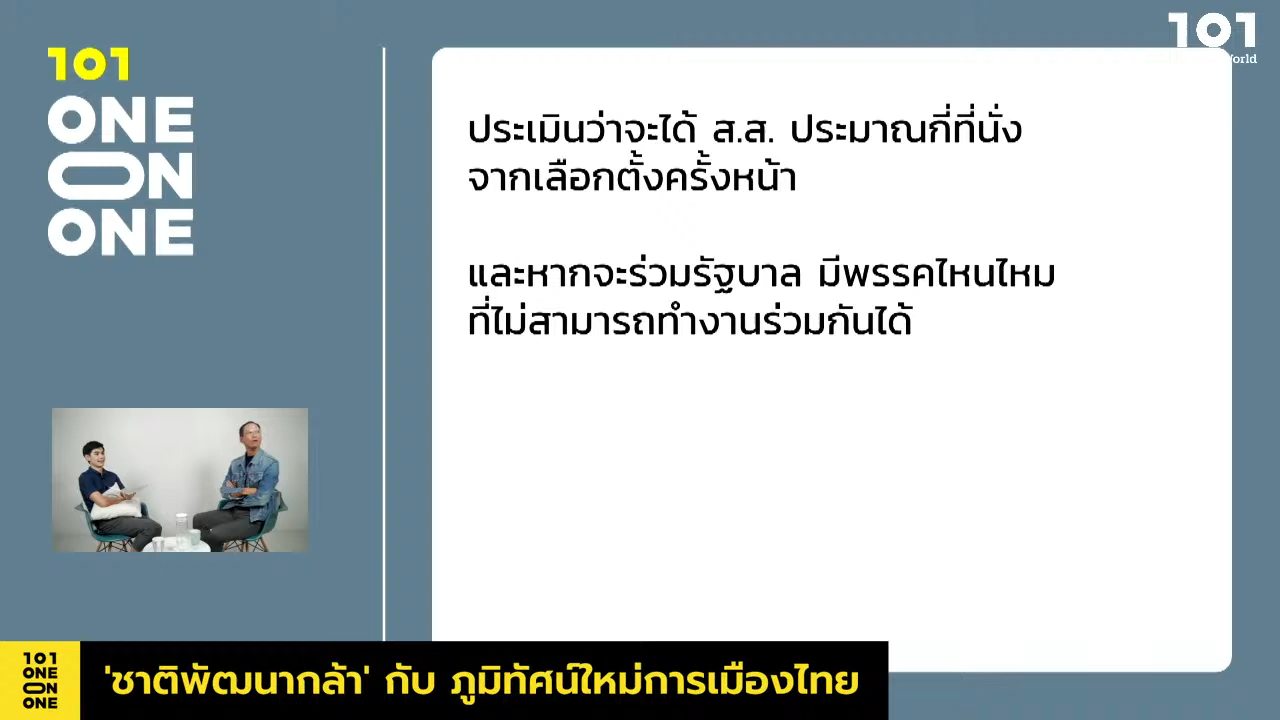 101
ONE
ON
ONE
101
World
ประเมินว่าจะได้ ส.ส. ประมาณกี่ที่นั่ง
จากเลือกตั้งครั้งหน้า
และหากจะร่วมรัฐบาล มีพรรคไหนไหม
ที่ไม่สามารถทำงานร่วมกันได้
101
ONE
ON
ONE
'ชาติพัฒนากล้า' กับ ภูมิทัศน์ใหม่การเมืองไทย